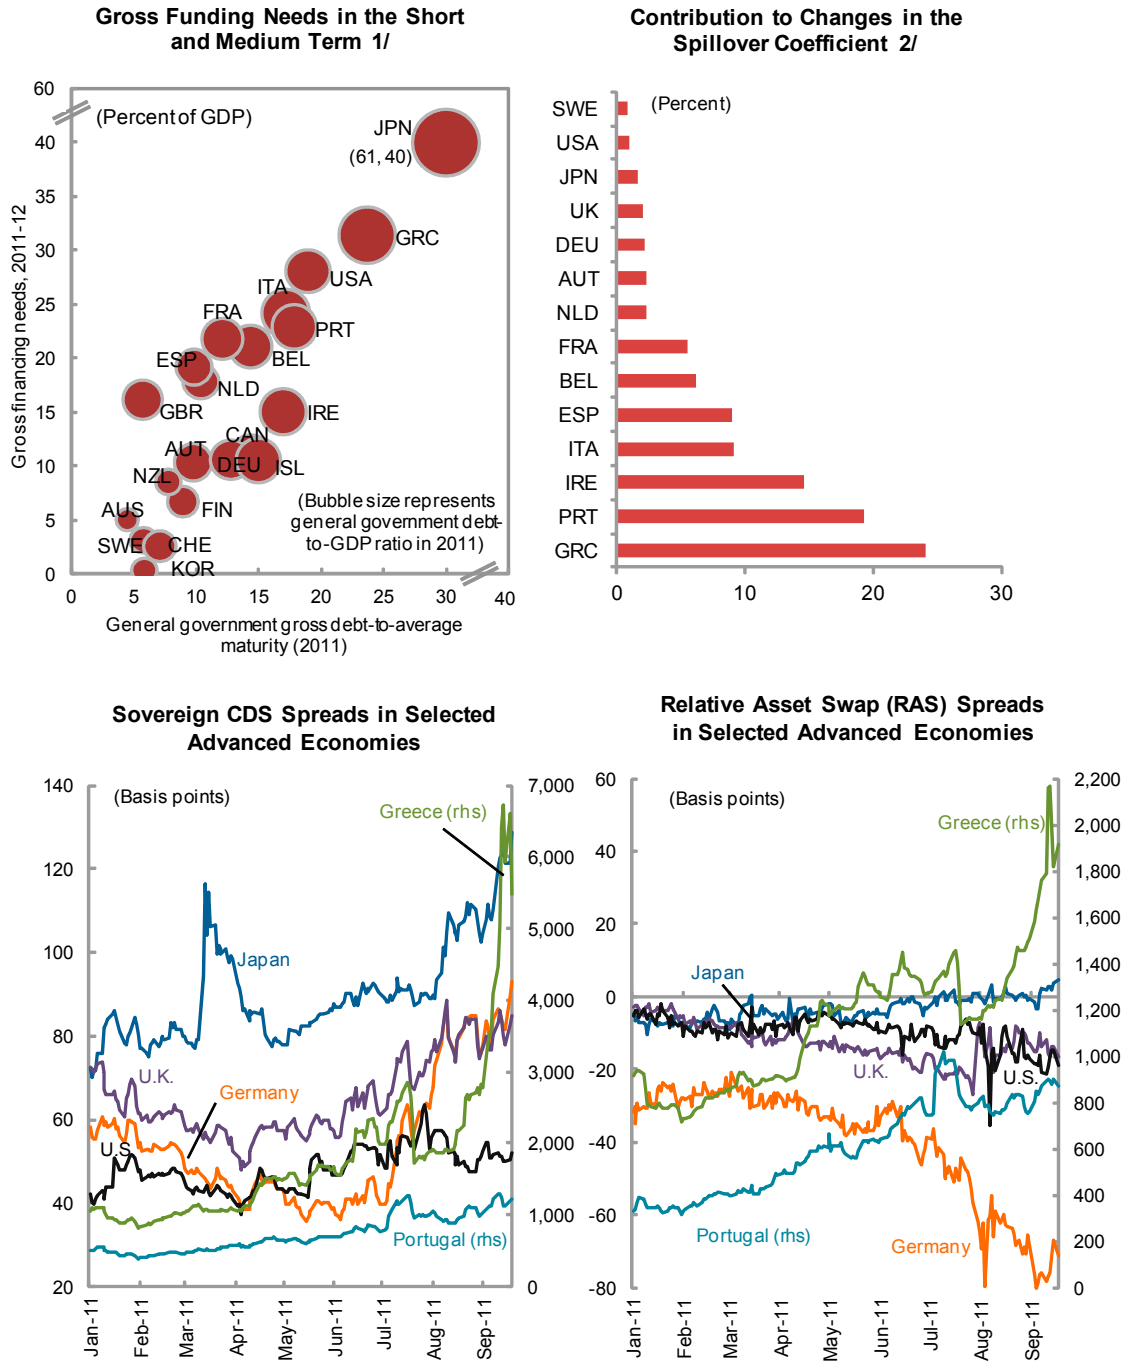 Gross Funding Needs in the Short
and Medium Term 1/
60
(Percent of GDP)
40
35
30
25
20
15
10
5
0
Gross financing needs, 2011-12
JPN
(61, 40)
GRC
USA
ITA
FRA
PRT
ESP
BEL
NLD
GBR
IRE
CAN
AUT
DEU
ISL
NZL
FIN
AUS
SWE
CHE
KOR
(Bubble size represents
general government debt-
to-GDP ratio in 2011)
0 5 10 15 20 25 30 40
General government gross debt-to-average
maturity (2011)
Contribution to Changes in the
Spillover Coefficient 2/
(Percent)
SWE
USA
JPN
UK
DEU
AUT
NLD
FRA
BEL
ESP
ITA
IRE
PRT
GRC
0 10 20 30
Sovereign CDS Spreads in Selected
Advanced Economies
(Basis points)
140
120
100
80
60
40
20
7,000
6,000
5,000
4,000
3,000
2,000
1,000
0
Greece (rhs)
Japan
U.K.
Germany
U.S.
Portugal (rhs)
Jan-11
Feb-11
Mar-11
Apr-11
May-11
Jun-11
Jul-11
Aug-11
Sep-11
Relative Asset Swap (RAS) Spreads
in Selected Advanced Economies
(Basis points)
60
40
20
0
-20
-40
-60
-80
2,200
2,000
1,800
1,600
1,400
1,200
1,000
800
600
400
200
0
Greece (rhs)
Japan
U.K.
U.S.
Portugal (rhs)
Germany
Jan-11
Feb-11
Mar-11
Apr-11
May-11
Jun-11
Jul-11
Aug-11
Sep-11